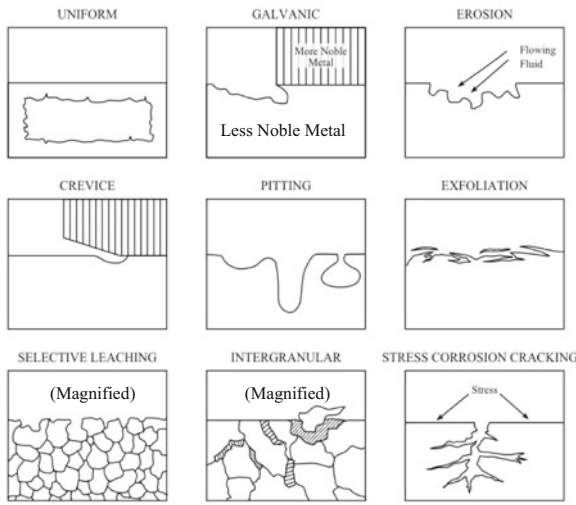 UNIFORM
GALVANIC
EROSION
More Noble
Metal
Less Noble Metal
Flowing
Fluid
CREVICE
PITTING
EXFOLIATION
SELECTIVE LEACHING
INTERGRANULAR
STRESS CORROSION CRACKING
(Magnified)
(Magnified)
Stress